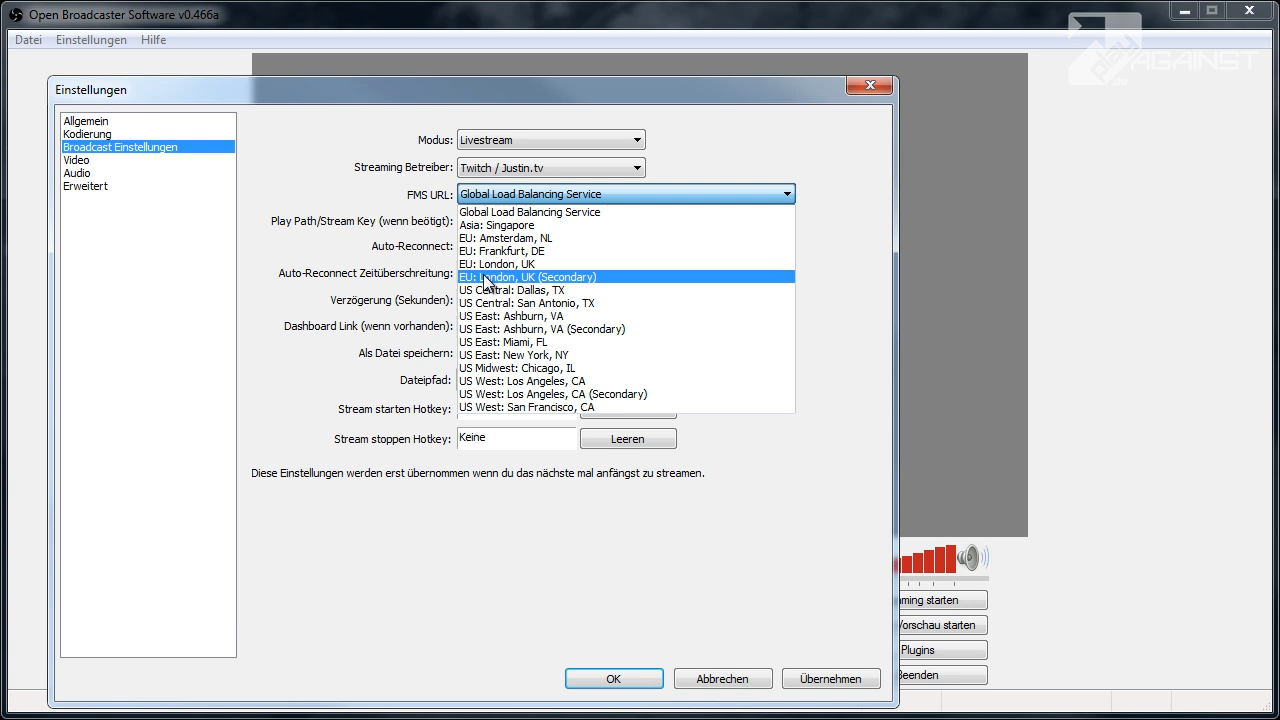 Open Broadcaster Software v0.466a
Datei Einstellungen Hilfe
play AGAINST
.de
Einstellungen
Allgemein
Kodierung
Broadcast Einstellungen
Video
Audio
Erweitert
Modus: Livestream
Streaming Betreiber: Twitch / Justin.tv
FMS URL: Global Load Balancing Service
Global Load Balancing Service
Asia: Singapore
EU: Amsterdam, NL
EU: Frankfurt, DE
EU: London, UK
EU: London, UK (Secondary)
US Central: Dallas, TX
US Central: San Antonio, TX
US East: Ashburn, VA
US East: Ashburn, VA (Secondary)
US East: Miami, FL
US East: New York, NY
US Midwest: Chicago, IL
US West: Los Angeles, CA
US West: Los Angeles, CA (Secondary)
US West: San Francisco, CA
Play Path/Stream Key (wenn beötigt):
Auto-Reconnect:
Auto-Reconnect Zeitüberschreitung:
Verzögerung (Sekunden):
Dashboard Link (wenn vorhanden):
Als Datei speichern:
Dateipfad:
Stream starten Hotkey:
Stream stoppen Hotkey: Keine Leeren
Diese Einstellungen werden erst übernommen wenn du das nächste mal anfängst zu streamen.
OK Abbrechen Übernehmen
aming starten
Vorschau starten
Plugins
Beenden